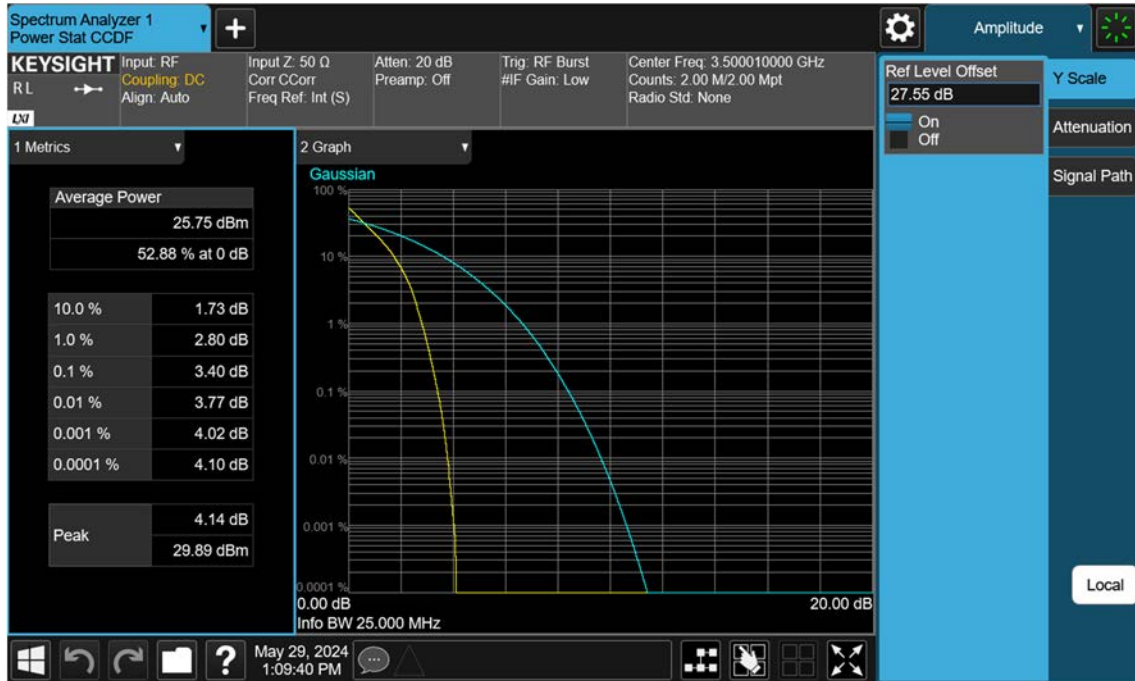 Spectrum Analyzer 1
Power Stat CCDF
Amplitude
KEYSIGHT
R L
LXI
Input: RF
Coupling: DC
Align: Auto
Input Z: 50 Ω
Corr CCorr
Freq Ref: Int (S)
Atten: 20 dB
Preamp: Off
Trig: RF Burst
#IF Gain: Low
Center Freq: 3.500010000 GHz
Counts: 2.00 M/2.00 Mpt
Radio Std: None
Ref Level Offset
27.55 dB
On
Off
Y Scale
Attenuation
Signal Path
1 Metrics
Average Power
25.75 dBm
52.88 % at 0 dB
10.0 % 1.73 dB
1.0 % 2.80 dB
0.1 % 3.40 dB
0.01 % 3.77 dB
0.001 % 4.02 dB
0.0001 % 4.10 dB
Peak
4.14 dB
29.89 dBm
2 Graph
Gaussian
100 %
10 %
1 %
0.1 %
0.01 %
0.001 %
0.0001 %
0.00 dB 20.00 dB
Info BW 25.000 MHz
Local
?
May 29, 2024
1:09:40 PM